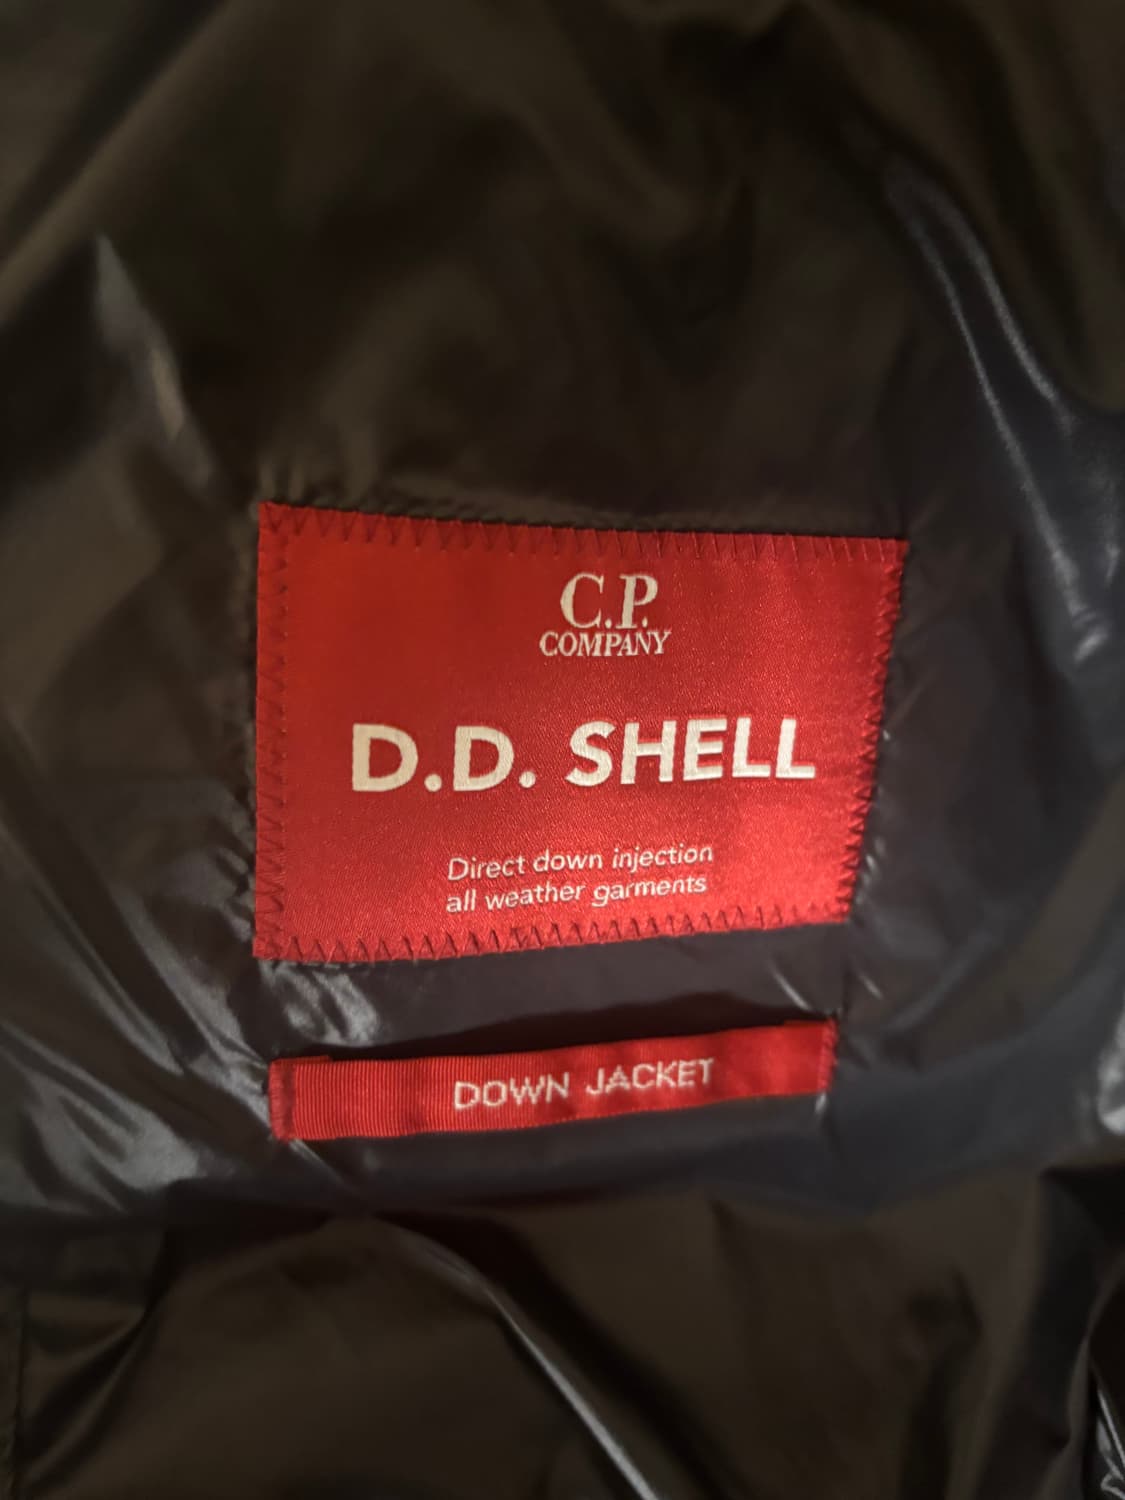 C.P.
COMPANY
D.D. SHELL
Direct down injection
all weather garments
DOWN JACKET